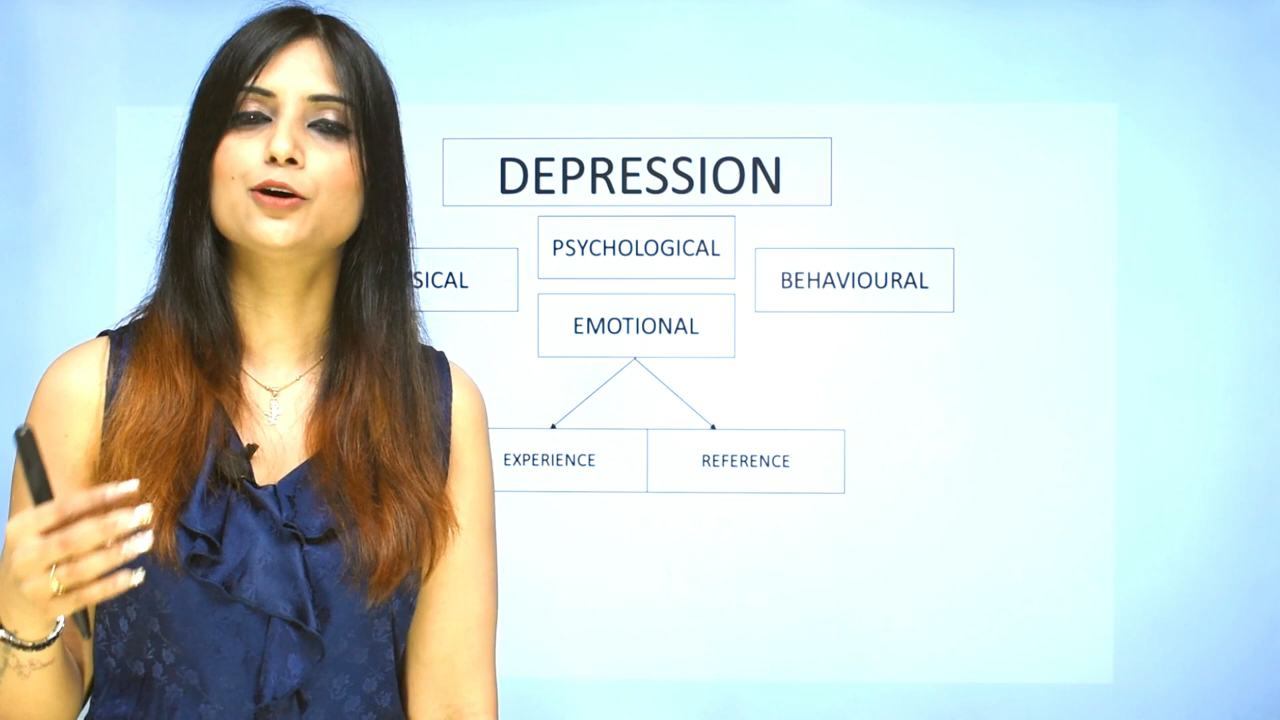 DEPRESSION
PSYCHOLOGICAL
SICAL
BEHAVIOURAL
EMOTIONAL
EXPERIENCE
REFERENCE